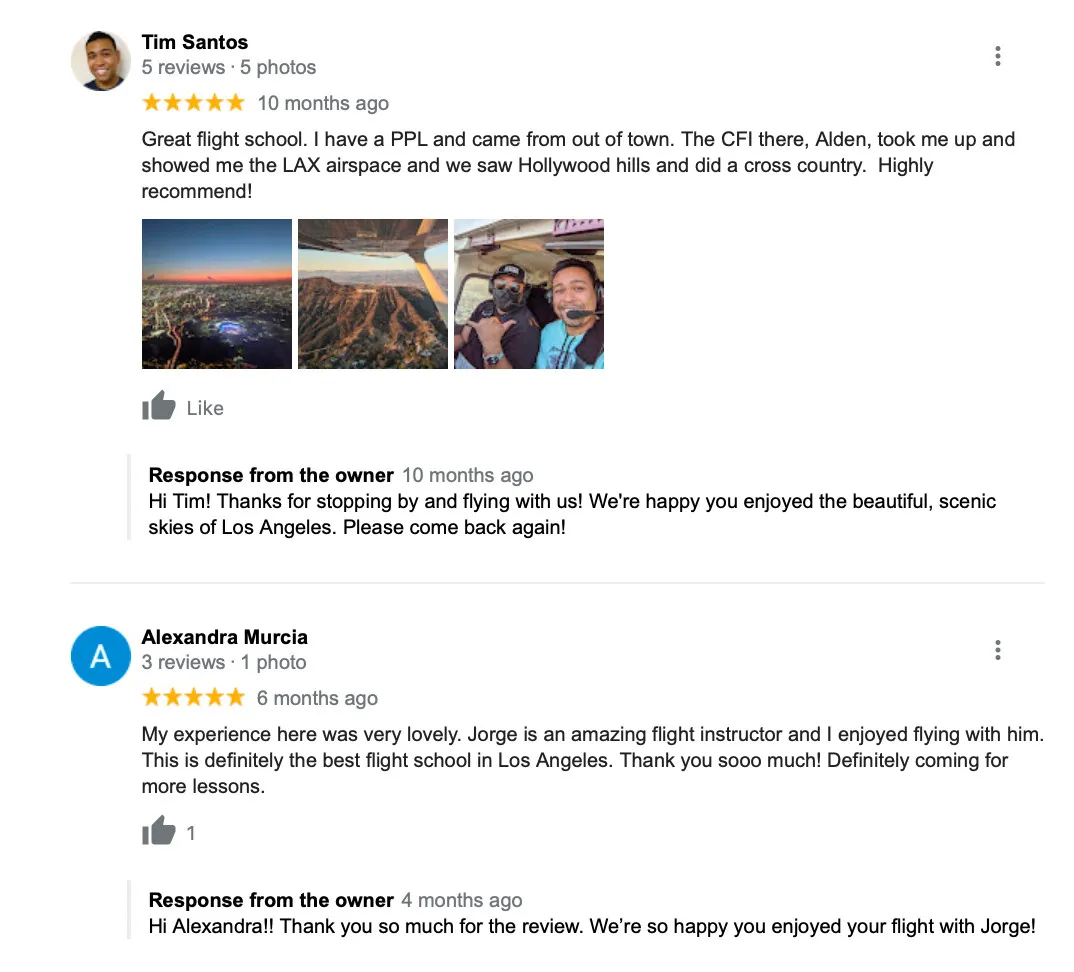 Tim Santos
5 reviews · 5 photos
10 months ago
Great flight school. I have a PPL and came from out of town. The CFI there, Alden, took me up and
showed me the LAX airspace and we saw Hollywood hills and did a cross country.  Highly
recommend!
Like
Response from the owner 10 months ago
Hi Tim! Thanks for stopping by and flying with us! We're happy you enjoyed the beautiful, scenic
skies of Los Angeles. Please come back again!
A
Alexandra Murcia
3 reviews · 1 photo
6 months ago
My experience here was very lovely. Jorge is an amazing flight instructor and I enjoyed flying with him.
This is definitely the best flight school in Los Angeles. Thank you sooo much! Definitely coming for
more lessons.
1
Response from the owner 4 months ago
Hi Alexandra!! Thank you so much for the review. We’re so happy you enjoyed your flight with Jorge!